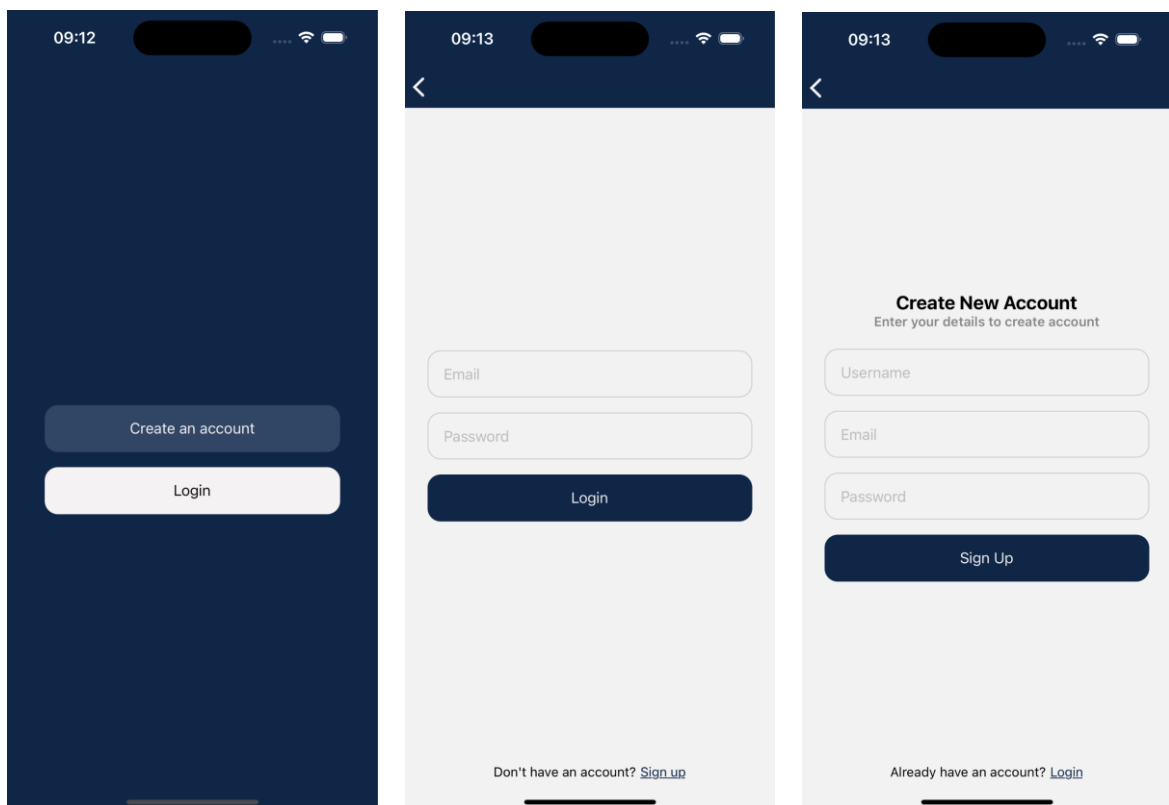 09:12
Create an account
Login
09:13
Email
Password
Login
Don't have an account? Sign up
09:13
Create New Account
Enter your details to create account
Username
Email
Password
Sign Up
Already have an account? Login